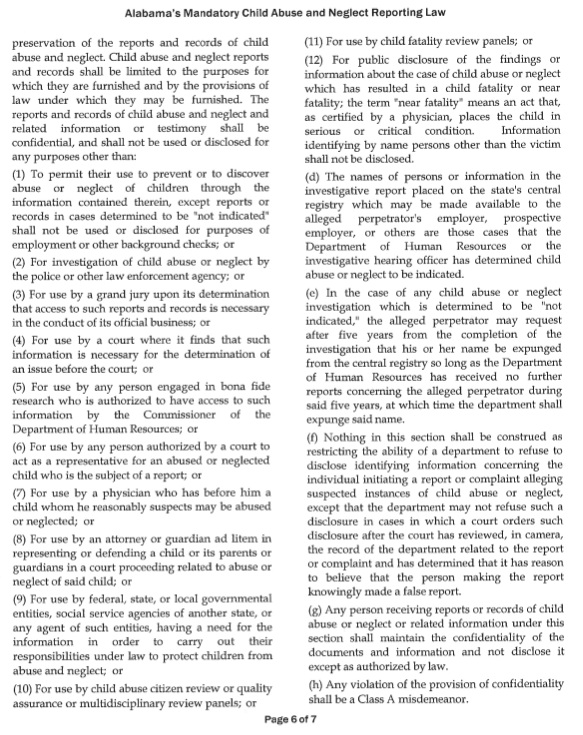 Alabama's Mandatory Child Abuse and Neglect Reporting Law
preservation of the reports and records of child
abuse and neglect. Child abuse and neglect reports
and records shall be limited to the purposes for
which they are furnished and by the provisions of
law under which they may be furnished. The
reports and records of child abuse and neglect and
related information or testimony shall be
confidential, and shall not be used or disclosed for
any purposes other than:
(1) To permit their use to prevent or to discover
abuse or neglect of children through the
information contained therein, except reports or
records in cases determined to be "not indicated"
shall not be used or disclosed for purposes of
employment or other background checks; or
(2) For investigation of child abuse or neglect by
the police or other law enforcement agency; or
(3) For use by a grand jury upon its determination
that access to such reports and records is necessary
in the conduct of its official business; or
(4) For use by a court where it finds that such
information is necessary for the determination of
an issue before the court; or
(5) For use by any person engaged in bona fide
research who is authorized to have access to such
information by the Commissioner of the
Department of Human Resources; or
(6) For use by any person authorized by a court to
act as a representative for an abused or neglected
child who is the subject of a report; or
(7) For use by a physician who has before him a
child whom he reasonably suspects may be abused
or neglected; or
(8) For use by an attorney or guardian ad litem in
representing or defending a child or its parents or
guardians in a court proceeding related to abuse or
neglect of said child; or
(9) For use by federal, state, or local governmental
entities, social service agencies of another state, or
any agent of such entities, having a need for the
information in order to carry out their
responsibilities under law to protect children from
abuse and neglect; or
(10) For use by child abuse citizen review or quality
assurance or multidisciplinary review panels; or
(11) For use by child fatality review panels; or
(12) For public disclosure of the findings or
information about the case of child abuse or neglect
which has resulted in a child fatality or near
fatality; the term "near fatality" means an act that,
as certified by a physician, places the child in
serious or critical condition. Information
identifying by name persons other than the victim
shall not be disclosed.
(d) The names of persons or information in the
investigative report placed on the state's central
registry which may be made available to the
alleged perpetrator's employer, prospective
employer, or others are those cases that the
Department of Human Resources or the
investigative hearing officer has determined child
abuse or neglect to be indicated.
(e) In the case of any child abuse or neglect
investigation which is determined to be "not
indicated," the alleged perpetrator may request
after five years from the completion of the
investigation that his or her name be expunged
from the central registry so long as the Department
of Human Resources has received no further
reports concerning the alleged perpetrator during
said five years, at which time the department shall
expunge said name.
(f) Nothing in this section shall be construed as
restricting the ability of a department to refuse to
disclose identifying information concerning the
individual initiating a report or complaint alleging
suspected instances of child abuse or neglect,
except that the department may not refuse such a
disclosure in cases in which a court orders such
disclosure after the court has reviewed, in camera,
the record of the department related to the report
or complaint and has determined that it has reason
to believe that the person making the report
knowingly made a false report.
(g) Any person receiving reports or records of child
abuse or neglect or related information under this
section shall maintain the confidentiality of the
documents and information and not disclose it
except as authorized by law.
(h) Any violation of the provision of confidentiality
shall be a Class A misdemeanor.
Page 6 of 7